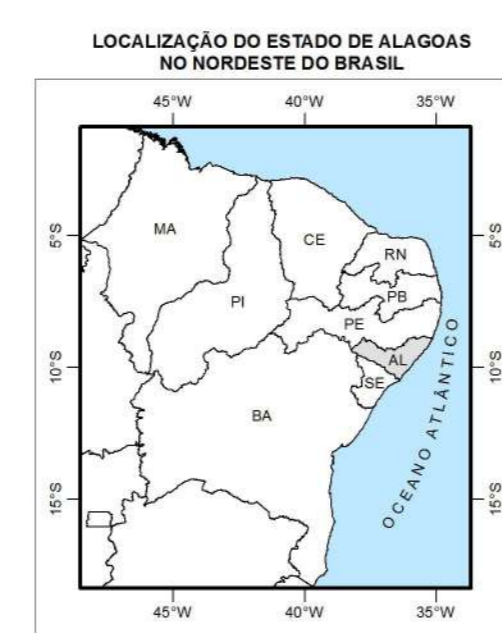 LOCALIZAÇÃO DO ESTADO DE ALAGOAS
NO NORDESTE DO BRASIL
45°W 40°W 35°W
MA
CE
RN
5°S 5°S
PI
PB
PE
AL
10°S 10°S
SE
BA
OCEANO ATLÂNTICO
15°S 15°S
45°W 40°W 35°W